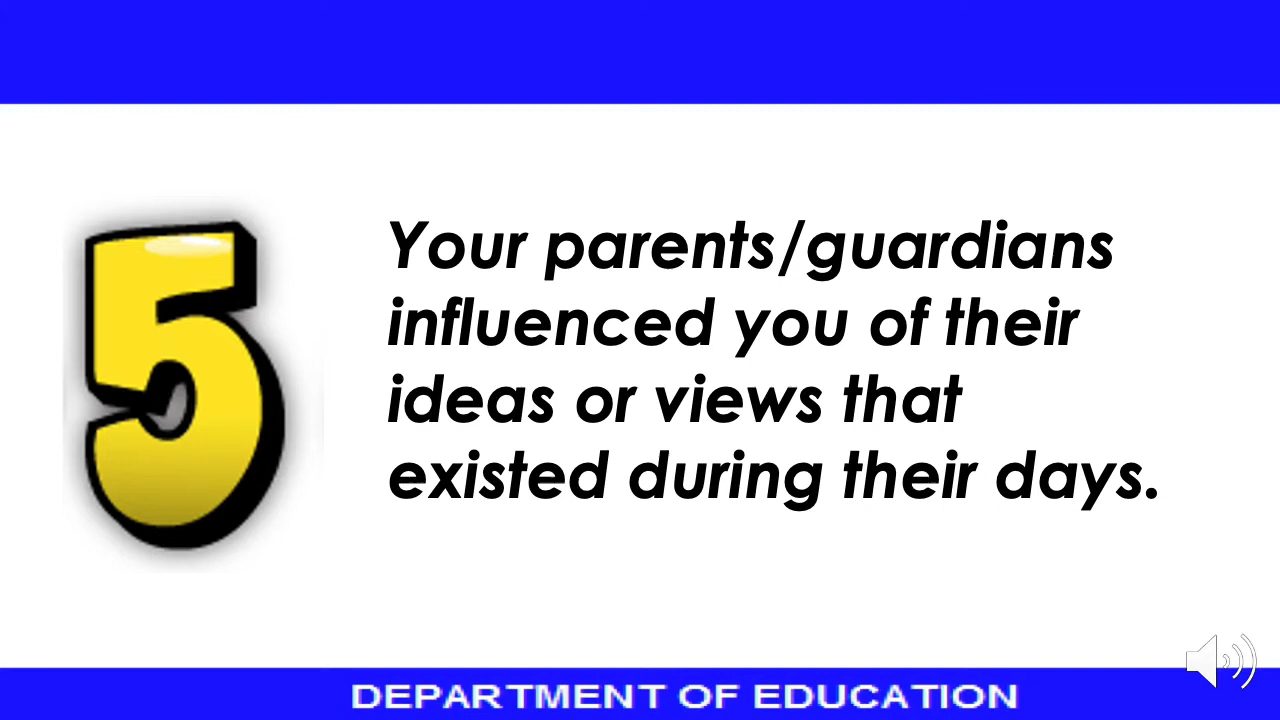 5
Your parents/guardians
influenced you of their
ideas or views that
existed during their days.
DEPARTMENT OF EDUCATION